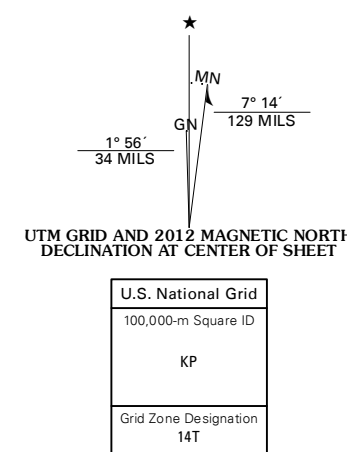 ★
MN
GN
7° 14´
129 MILS
1° 56´
34 MILS
UTM GRID AND 2012 MAGNETIC NORTH
DECLINATION AT CENTER OF SHEET
U.S. National Grid
100,000-m Square ID
KP
Grid Zone Designation
14T